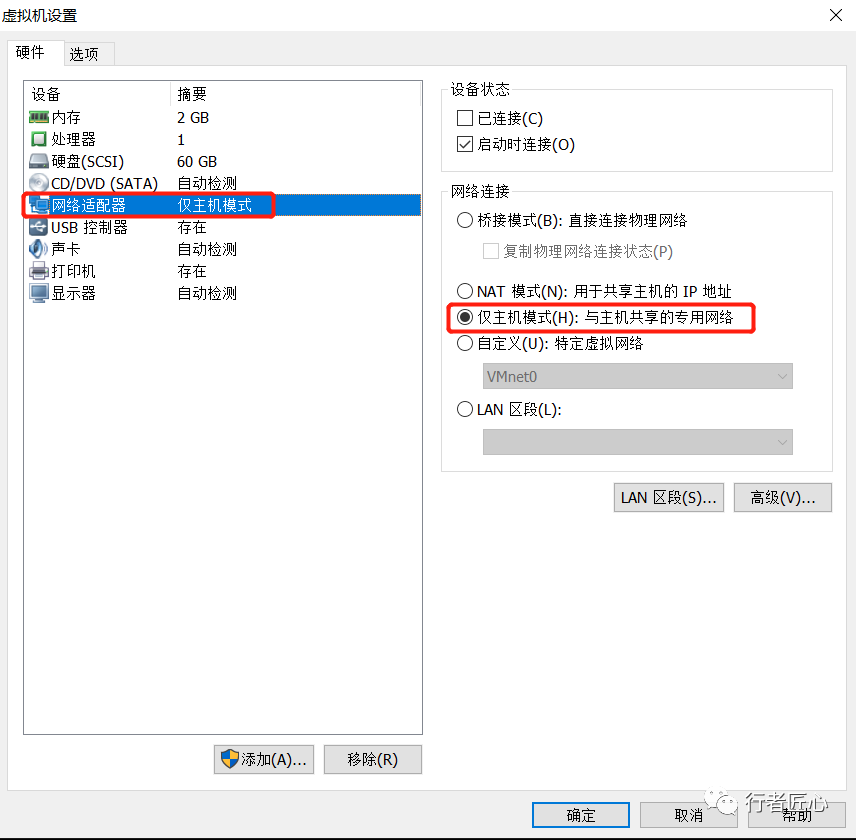 虚拟机设置
硬件 选项
设备 摘要
内存 2 GB
处理器 1
硬盘(SCSI) 60 GB
CD/DVD (SATA) 自动检测
网络适配器 仅主机模式
USB 控制器 存在
声卡 自动检测
打印机 存在
显示器 自动检测
添加(A)... 移除(R)
设备状态
已连接(C)
启动时连接(O)
网络连接
桥接模式(B): 直接连接物理网络
复制物理网络连接状态(P)
NAT 模式(N): 用于共享主机的 IP 地址
仅主机模式(H): 与主机共享的专用网络
自定义(U): 特定虚拟网络
VMnet0
LAN 区段(L):
LAN 区段(S)... 高级(V)...
确定 取消 帮助
行者匠心